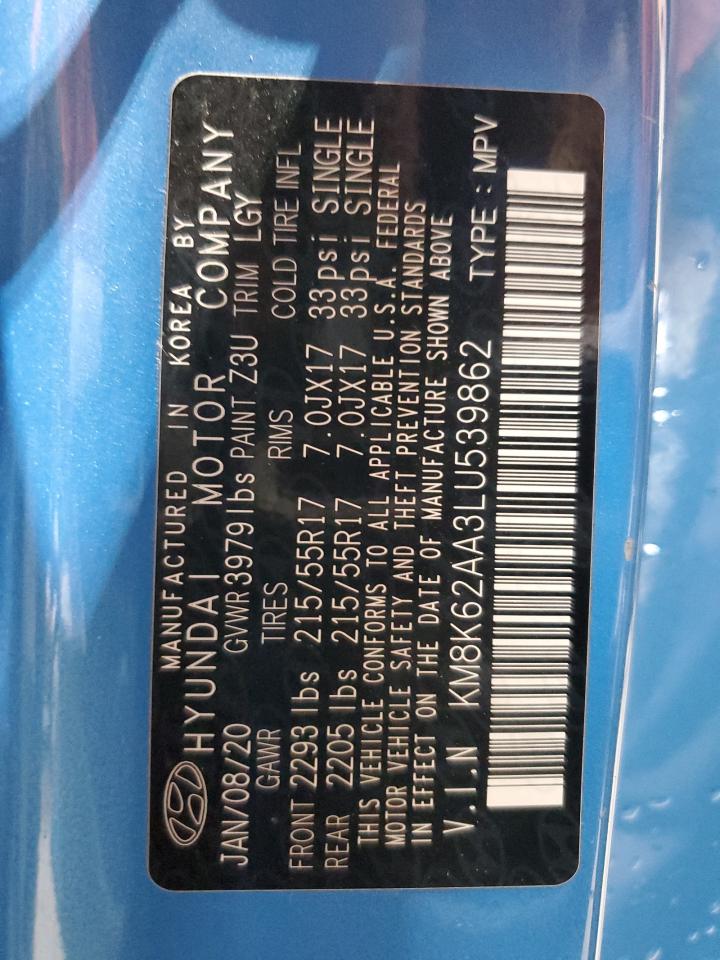 MANUFACTURED IN KOREA BY
HYUNDAI MOTOR COMPANY
JAN/08/20 GVWR3979lbs PAINT Z3U TRIM LGY
GAWR TIRES RIMS COLD TIRE INFL
FRONT 2293 lbs 215/55R17 7.0JX17 33psi SINGLE
REAR 2205 lbs 215/55R17 7.0JX17 33psi SINGLE
THIS VEHICLE CONFORMS TO ALL APPLICABLE U.S.A. FEDERAL
MOTOR VEHICLE SAFETY AND THEFT PREVENTION STANDARDS
IN EFFECT ON THE DATE OF MANUFACTURE SHOWN ABOVE
V.I.N KM8K62AA3LU539862 TYPE : MPV